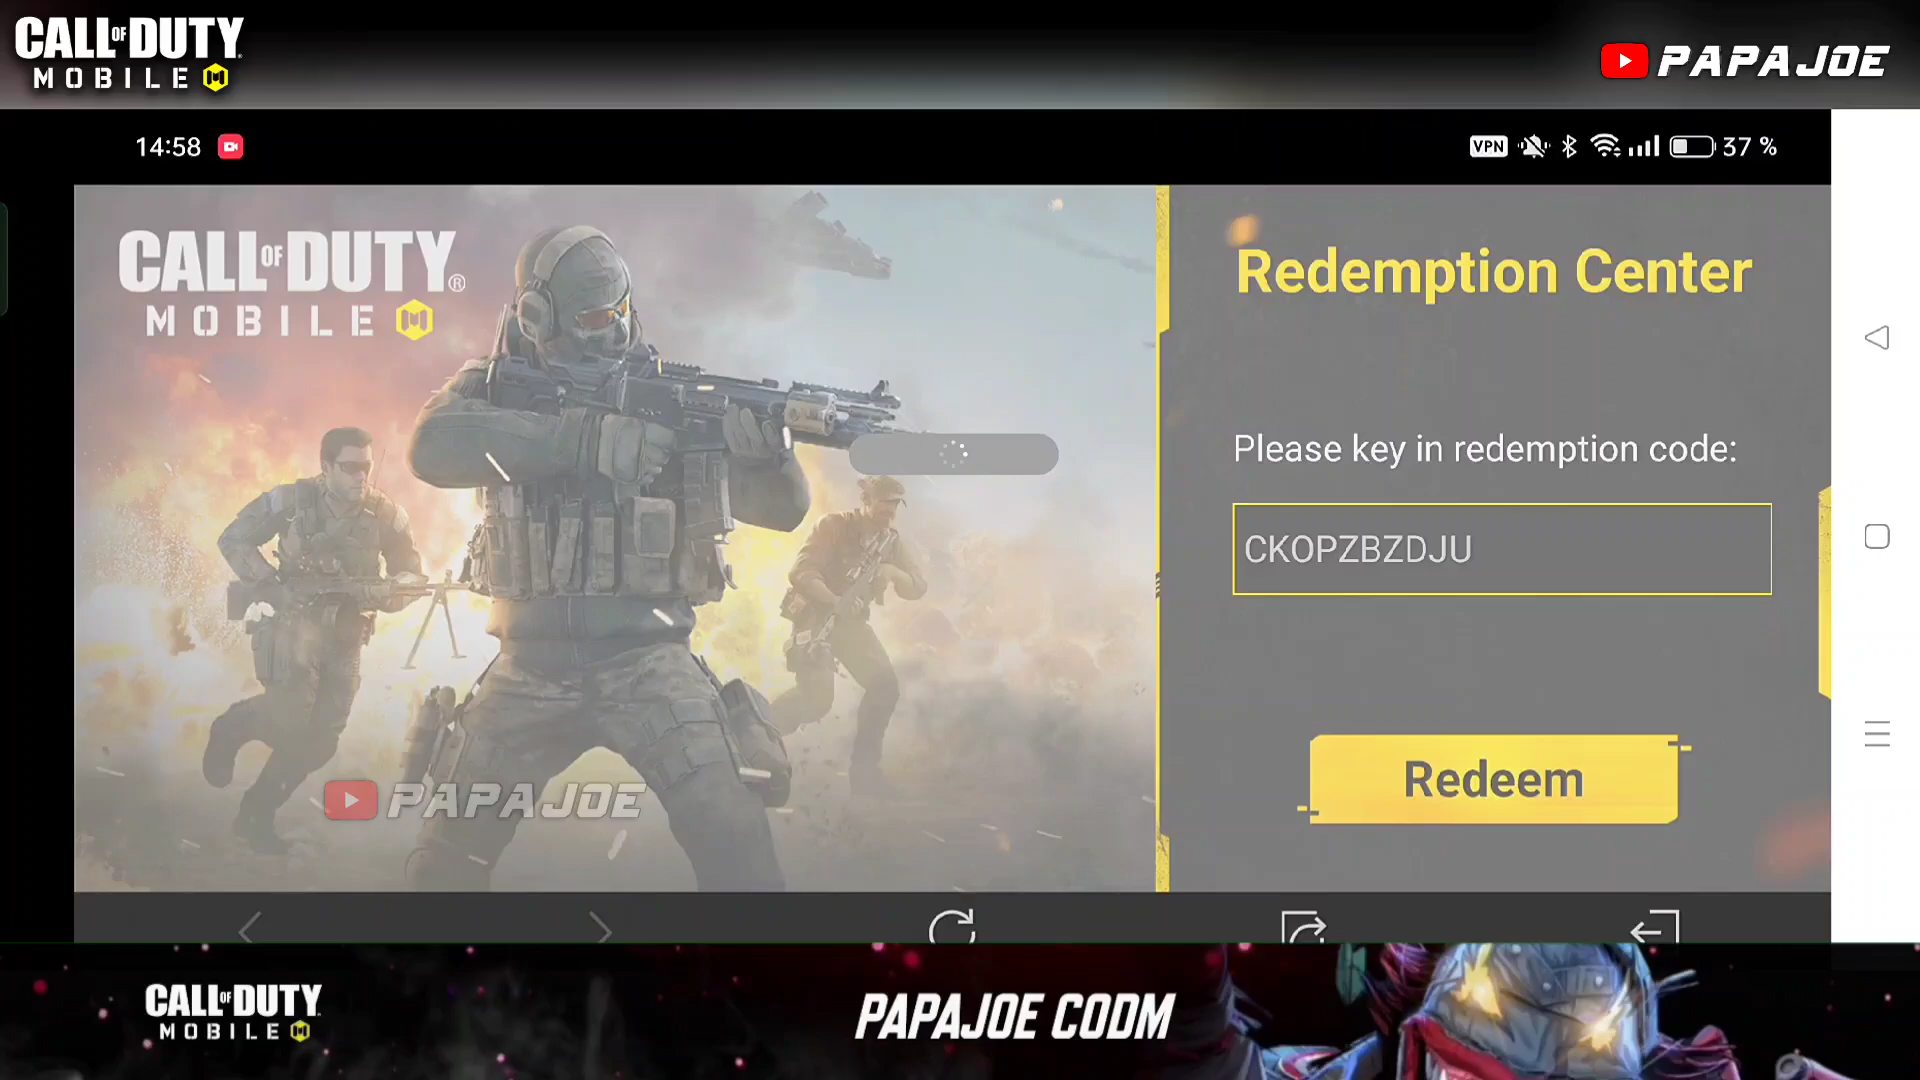 CALL OF DUTY
MOBILE
PAPAJOE
14:58
VPN
37 %
CALL OF DUTY®
MOBILE
Redemption Center
Please key in redemption code:
CKOPZBZDJU
Redeem
PAPAJOE
CALL OF DUTY
MOBILE
PAPAJOE CODM